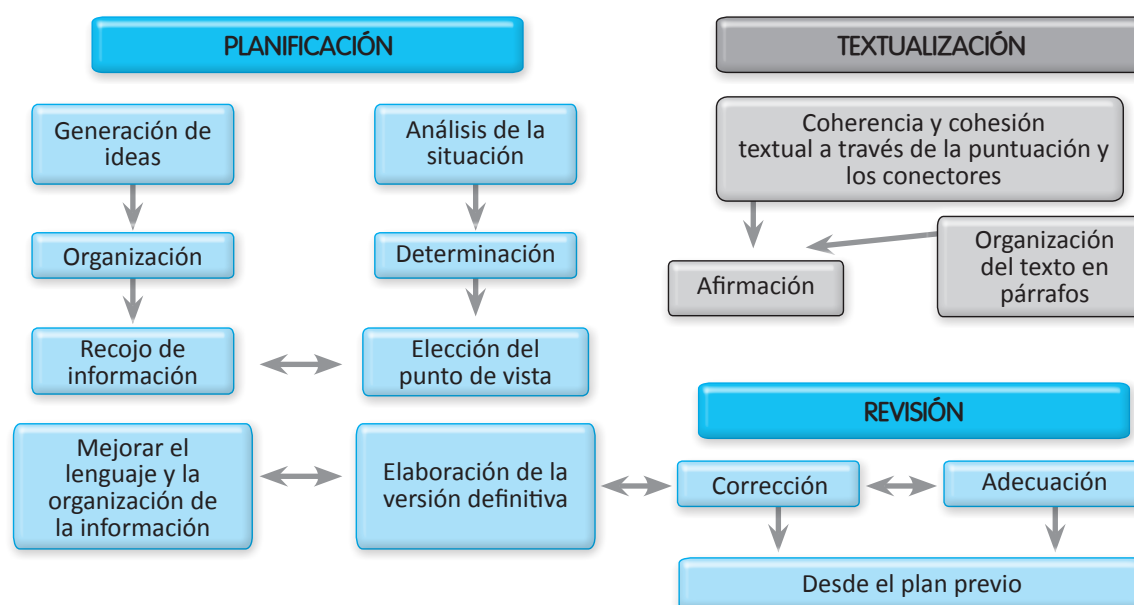 PLANIFICACIÓN
Generación de
ideas
Análisis de la
situación
Organización
Determinación
Recojo de
información
Elección del
punto de vista
Mejorar el
lenguaje y la
organización de
la información
Elaboración de la
versión definitiva
TEXTUALIZACIÓN
Coherencia y cohesión
textual a través de la puntuación y
los conectores
Afirmación
Organización
del texto en
párrafos
REVISIÓN
Corrección
Adecuación
Desde el plan previo